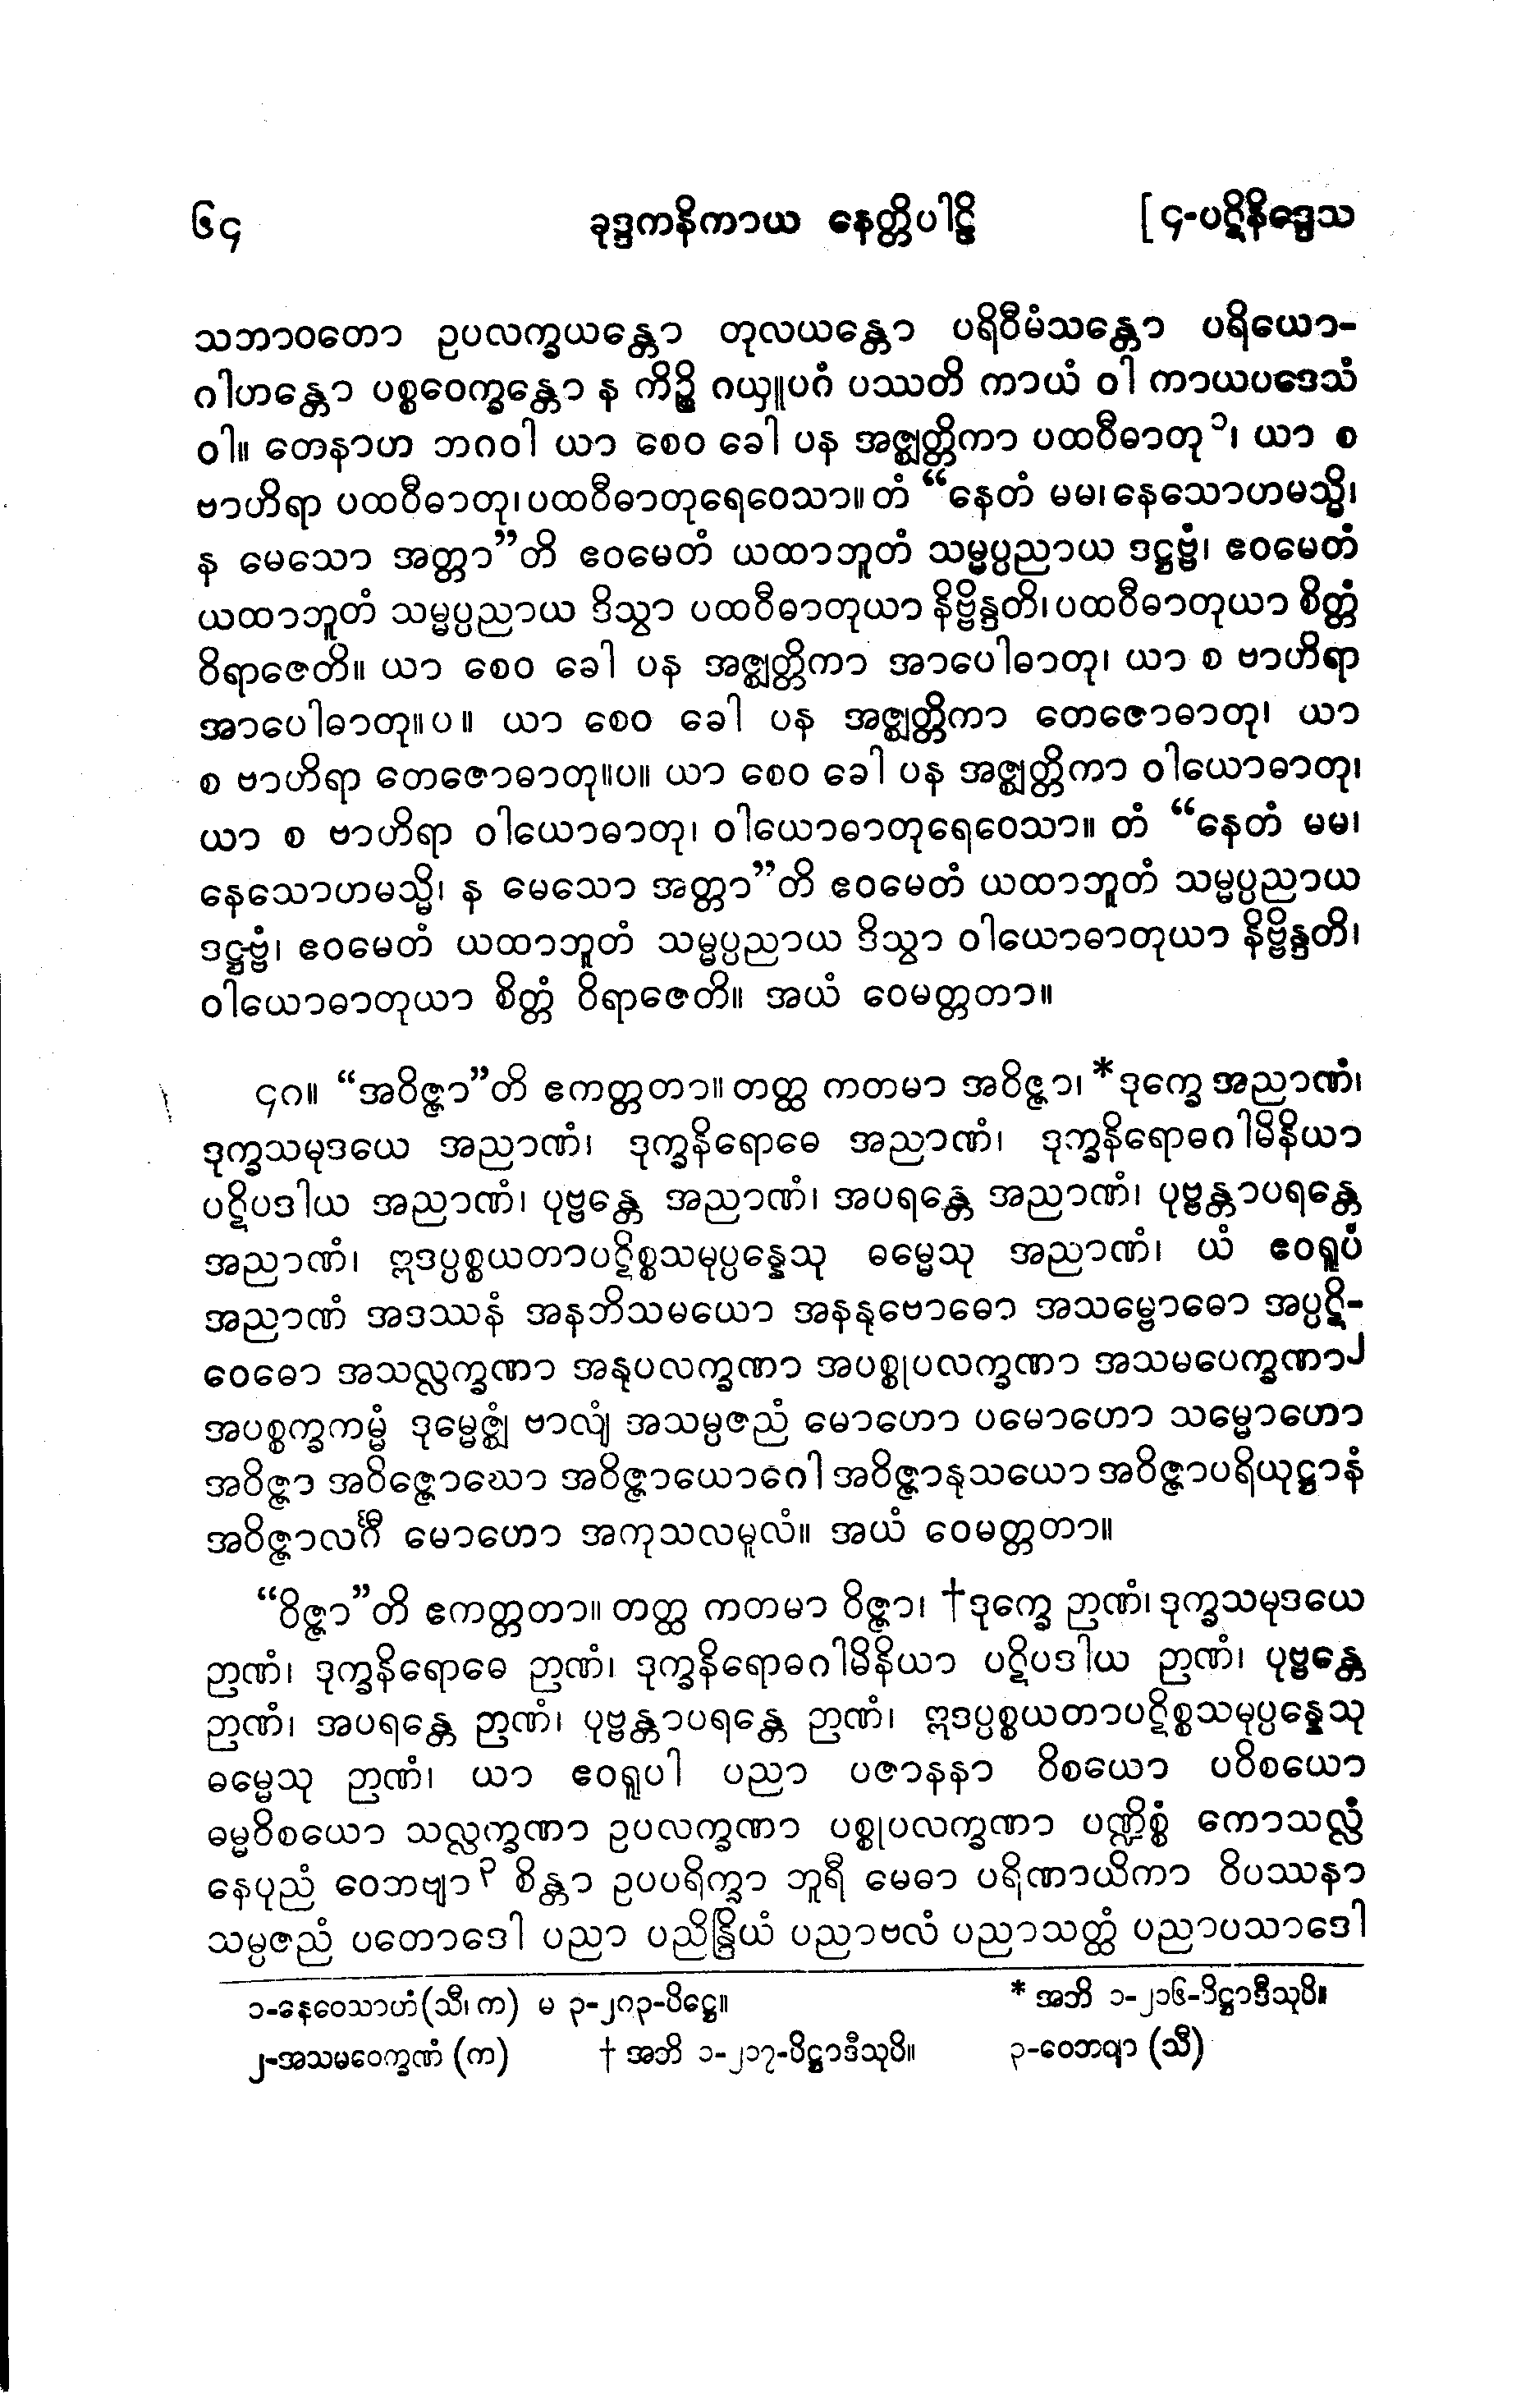 ၆၄ ခုဒ္ဒကနိကာယ နေတ္တိပါဠိ [ ၄-ပဋိနိဒ္ဒေသ
သဘာဝတော ဥပလက္ခယန္တော တုလယန္တော ပရိဝီမံသန္တော ပရိယော-
ဂါဟန္တော ပစ္စဝေက္ခန္တော န ကိဉ္စိ ဂယှူပဂံ ပဿတိ ကာယံ ဝါ ကာယပဒေသံ
ဝါ။ တေနာဟ ဘဂဝါ ယာ စေဝ ခေါ ပန အဇ္ဈတ္တိကာ ပထဝီဓာတု၁၊ ယာ စ
ဗာဟိရာ ပထဝီဓာတု၊ ပထဝီဓာတုရေဝေသာ။ တံ “နေတံ မမ၊ နေသောဟမသ္မိ၊
န မေသော အတ္တာ”တိ ဧဝမေတံ ယထာဘူတံ သမ္မပ္ပညာယ ဒဋ္ဌဗ္ဗံ၊ ဧဝမေတံ
ယထာဘူတံ သမ္မပ္ပညာယ ဒိသွာ ပထဝီဓာတုယာ နိဗ္ဗိန္ဒတိ၊ ပထဝီဓာတုယာ စိတ္တံ
ဝိရာဇေတိ။ ယာ စေဝ ခေါ ပန အဇ္ဈတ္တိကာ အာပေါဓာတု၊ ယာ စ ဗာဟိရာ
အာပေါဓာတု။ပ။ ယာ စေဝ ခေါ ပန အဇ္ဈတ္တိကာ တေဇောဓာတု၊ ယာ
စ ဗာဟိရာ တေဇောဓာတု။ပ။ ယာ စေဝ ခေါ ပန အဇ္ဈတ္တိကာ ဝါယောဓာတု၊
ယာ စ ဗာဟိရာ ဝါယောဓာတု၊ ဝါယောဓာတုရေဝေသာ။ တံ “နေတံ မမ၊
နေသောဟမသ္မိ၊ န မေသော အတ္တာ”တိ ဧဝမေတံ ယထာဘူတံ သမ္မပ္ပညာယ
ဒဋ္ဌဗ္ဗံ၊ ဧဝမေတံ ယထာဘူတံ သမ္မပ္ပညာယ ဒိသွာ ဝါယောဓာတုယာ နိဗ္ဗိန္ဒတိ၊
ဝါယောဓာတုယာ စိတ္တံ ဝိရာဇေတိ။ အယံ ဝေမတ္တတာ။
၄ဂ။ “အဝိဇ္ဇာ”တိ ဧကတ္တတာ။ တတ္ထ ကတမာ အဝိဇ္ဇာ၊ *ဒုက္ခေ အညာဏံ၊
ဒုက္ခသမုဒယေ အညာဏံ၊ ဒုက္ခနိရောဓေ အညာဏံ၊ ဒုက္ခနိရောဓဂါမိနိယာ
ပဋိပဒါယ အညာဏံ၊ ပုဗ္ဗန္တေ အညာဏံ၊ အပရန္တေ အညာဏံ၊ ပုဗ္ဗန္တာပရန္တေ
အညာဏံ၊ ဣဒပ္ပစ္စယတာပဋိစ္စသမုပ္ပန္နေသု ဓမ္မေသု အညာဏံ၊ ယံ ဧဝရူပံ
အညာဏံ အဒဿနံ အနဘိသမယော အနနုဗောဓော အသမ္ဗောဓော အပ္ပဋိ-
ဝေဓော အသလ္လက္ခဏာ အနုပလက္ခဏာ အပစ္စုပလက္ခဏာ အသမပေက္ခဏာ၂
အပစ္စက္ခကမ္မံ ဒုမ္မေဇ္ဈံ ဗာလျံ အသမ္ပဇညံ မောဟော ပမောဟော သမ္မောဟော
အဝိဇ္ဇာ အဝိဇ္ဇောဃော အဝိဇ္ဇာယောဂေါ အဝိဇ္ဇာနုသယော အဝိဇ္ဇာပရိယုဋ္ဌာနံ
အဝိဇ္ဇာလင်္ဂီ မောဟော အကုသလမူလံ။ အယံ ဝေမတ္တတာ။
“ဝိဇ္ဇာ”တိ ဧကတ္တတာ။ တတ္ထ ကတမာ ဝိဇ္ဇာ၊ †ဒုက္ခေ ဉာဏံ၊ ဒုက္ခသမုဒယေ
ဉာဏံ၊ ဒုက္ခနိရောဓေ ဉာဏံ၊ ဒုက္ခနိရောဓဂါမိနိယာ ပဋိပဒါယ ဉာဏံ၊ ပုဗ္ဗန္တေ
ဉာဏံ၊ အပရန္တေ ဉာဏံ၊ ပုဗ္ဗန္တာပရန္တေ ဉာဏံ၊ ဣဒပ္ပစ္စယတာပဋိစ္စသမုပ္ပန္နေသု
ဓမ္မေသု ဉာဏံ၊ ယာ ဧဝရူပါ ပညာ ပဇာနနာ ဝိစယော ပဝိစယော
ဓမ္မဝိစယော သလ္လက္ခဏာ ဥပလက္ခဏာ ပစ္စုပလက္ခဏာ ပဏ္ဍိစ္စံ ကောသလ္လံ
နေပုညံ ဝေဘဗျာ၃ စိန္တာ ဥပပရိက္ခာ ဘူရီ မေဓာ ပရိဏာယိကာ ဝိပဿနာ
သမ္ပဇညံ ပတောဒေါ ပညာ ပညိန္ဒြိယံ ပညာဗလံ ပညာသတ္ထံ ပညာပသာဒေါ
၁-နေဝေသာဟံ (သီ၊ က) မ ၃-၂၈၃-ပိဋ္ဌေ။ * အဘိ ၁-၂၁၆-ပိဋ္ဌာဒီသုပိ။
၂-အသမဝေက္ခဏံ (က) † အဘိ ၁-၂၁၇-ပိဋ္ဌာဒီသုပိ။ ၃-ဝေဘဝျာ (သီ)